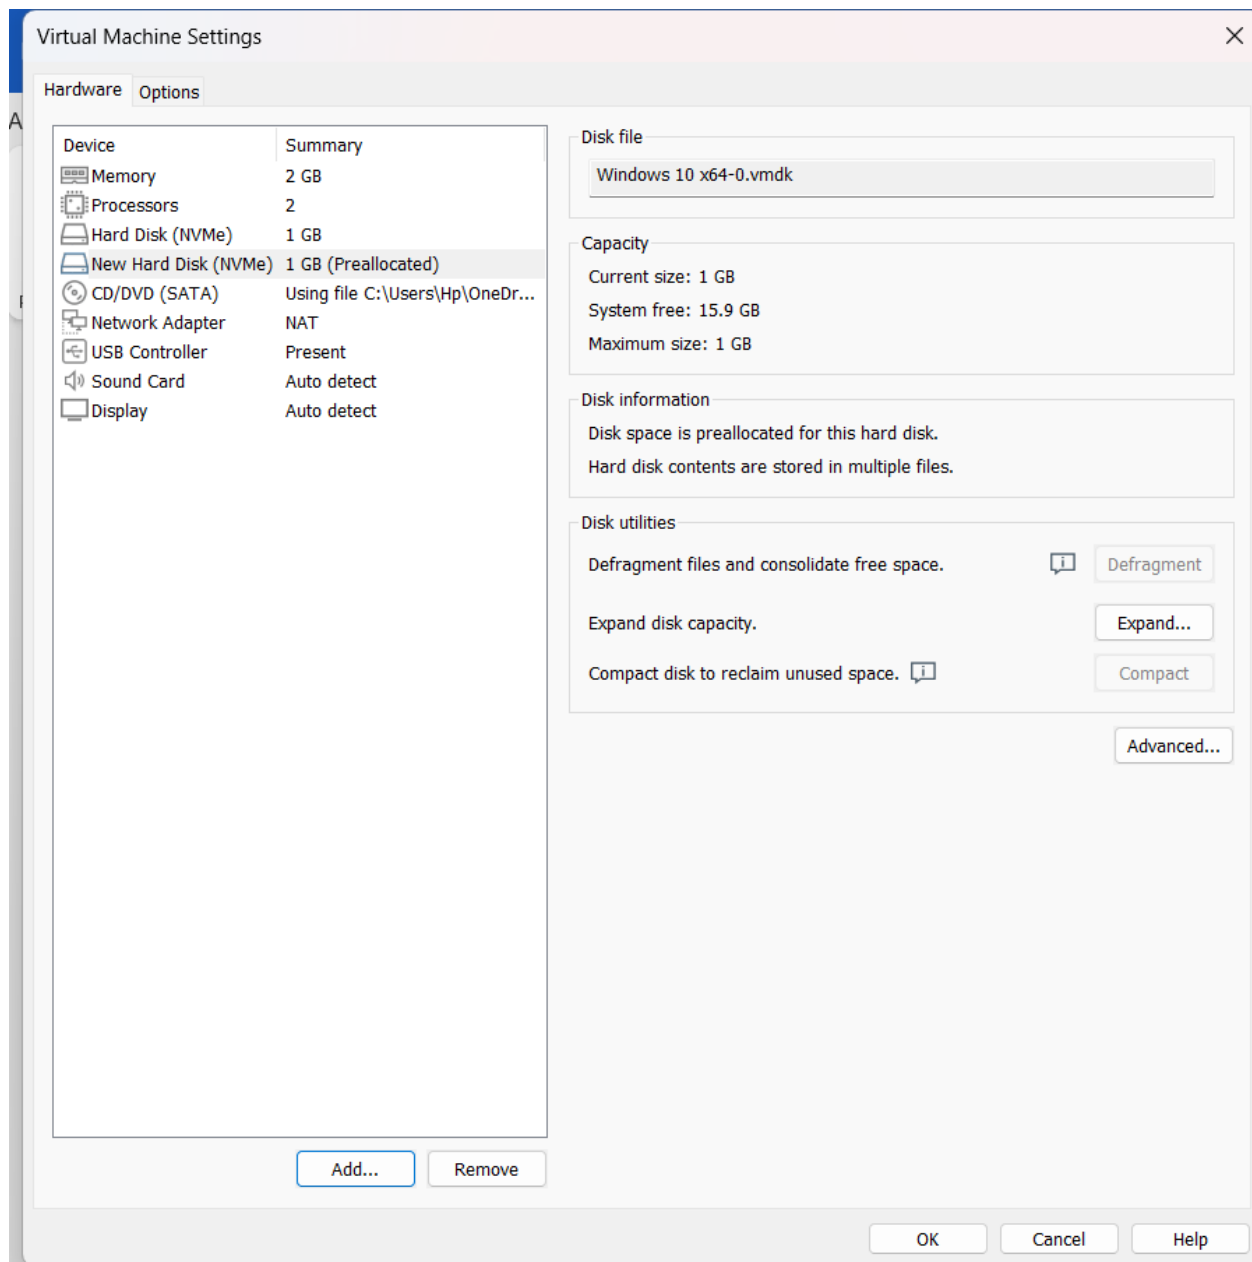 Virtual Machine Settings
Hardware Options
A
Device Summary
Memory 2 GB
Processors 2
Hard Disk (NVMe) 1 GB
New Hard Disk (NVMe) 1 GB (Preallocated)
CD/DVD (SATA) Using file C:\Users\Hp\OneDr...
Network Adapter NAT
USB Controller Present
Sound Card Auto detect
Display Auto detect
Add... Remove
Disk file
Windows 10 x64-0.vmdk
Capacity
Current size: 1 GB
System free: 15.9 GB
Maximum size: 1 GB
Disk information
Disk space is preallocated for this hard disk.
Hard disk contents are stored in multiple files.
Disk utilities
Defragment files and consolidate free space. Defragment
Expand disk capacity. Expand...
Compact disk to reclaim unused space. Compact
Advanced...
OK Cancel Help